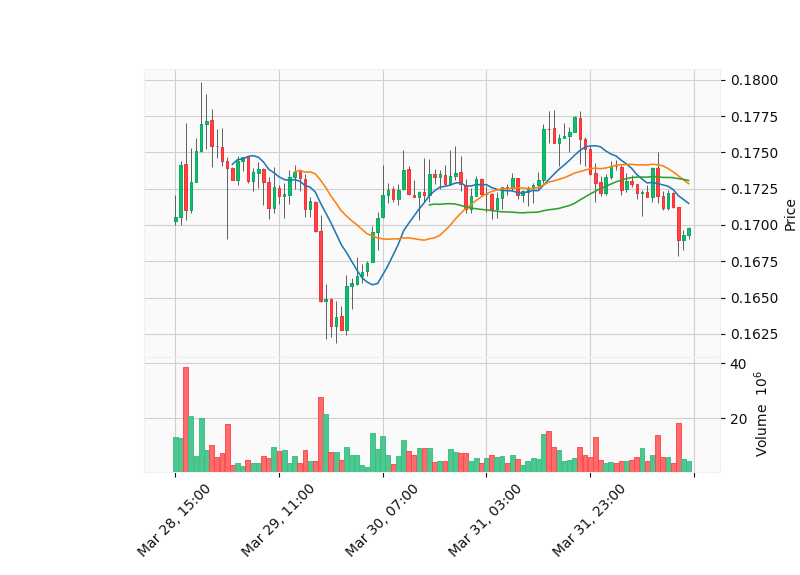 0.1800
0.1775
0.1750
0.1725
0.1700
0.1675
0.1650
0.1625
Price
40
20
Volume 10^6
Mar 28, 15:00
Mar 29, 11:00
Mar 30, 07:00
Mar 31, 03:00
Mar 31, 23:00